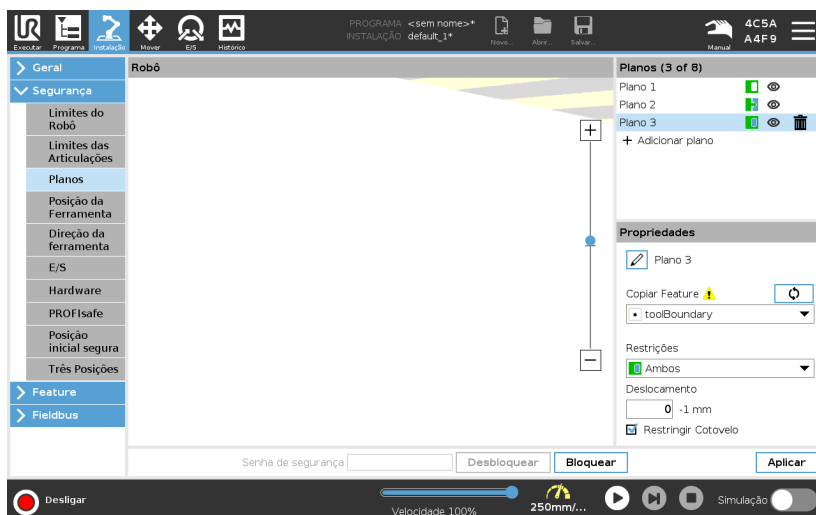 PROGRAMA <sem nome>*
INSTALAÇÃO default_1*
4C5A
A4F9
Executar Programa Instalação Mover E/S Histórico
Novo... Abrir... Salvar...
Manual
Geral
Segurança
Limites do
Robô
Limites das
Articulações
Planos
Posição da
Ferramenta
Direção da
ferramenta
E/S
Hardware
PROFIsafe
Posição
inicial segura
Três Posições
Feature
Fieldbus
Robô
Planos (3 of 8)
Plano 1
Plano 2
Plano 3
Adicionar plano
Propriedades
Plano 3
Copiar Feature
toolBoundary
Restrições
Ambos
Deslocamento
0 -1 mm
Restringir Cotovelo
Senha de segurança Desbloquear Bloquear Aplicar
Desligar
Velocidade 100%
250mm/...
Simulação